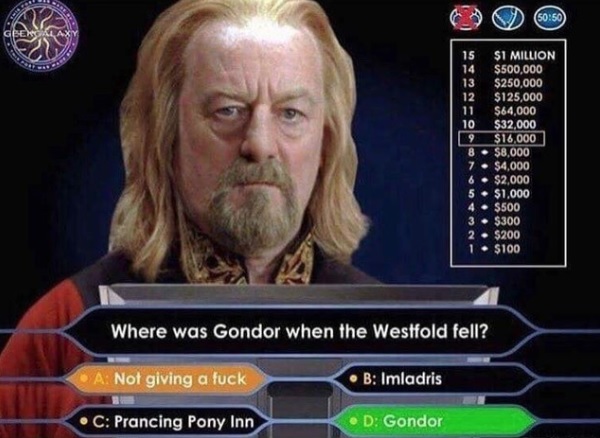 GEEK GALAXY
50:50
15 $1 MILLION
14 $500,000
13 $250,000
12 $125,000
11 $64,000
10 $32,000
9 $16,000
8 • $8,000
7 • $4,000
6 • $2,000
5 • $1,000
4 • $500
3 • $300
2 • $200
1 • $100
Where was Gondor when the Westfold fell?
• A: Not giving a fuck
• B: Imladris
• C: Prancing Pony Inn
• D: Gondor